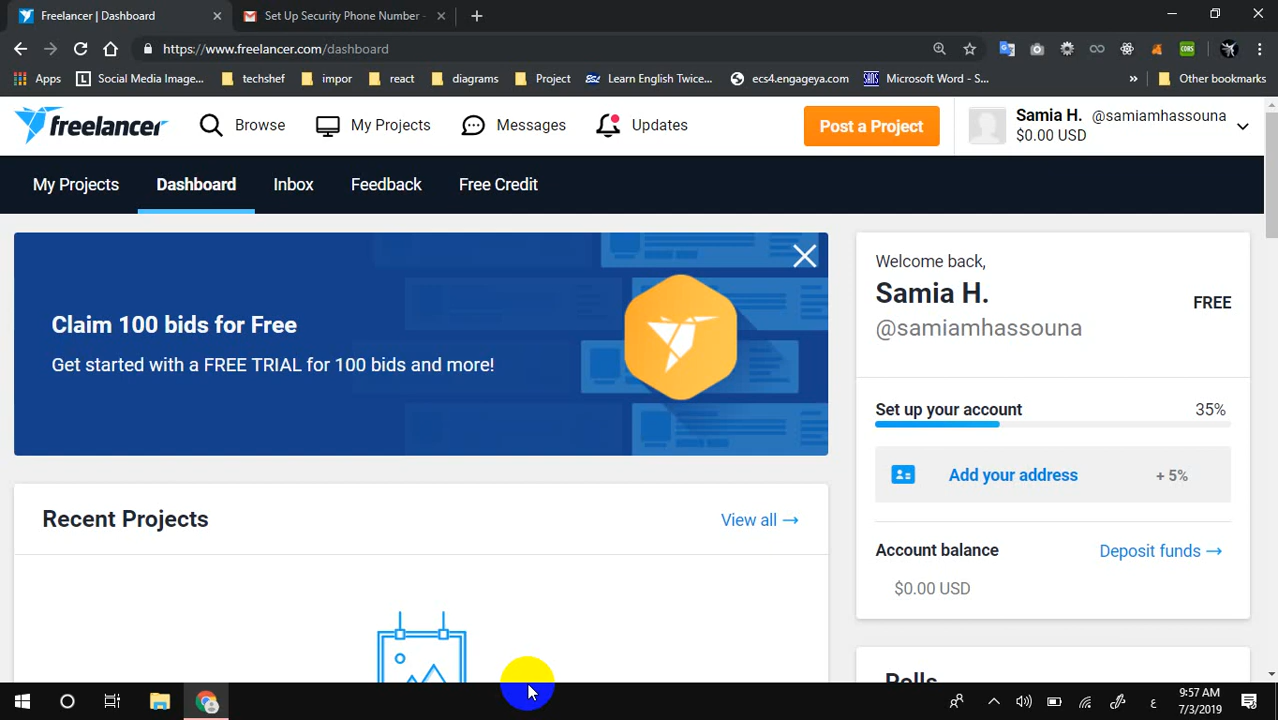 Freelancer | Dashboard
Set Up Security Phone Number -
https://www.freelancer.com/dashboard
Apps
Social Media Image...
techshef
impor
react
diagrams
Project
Learn English Twice...
ecs4.engageya.com
Microsoft Word - S...
»
Other bookmarks
freelancer
Browse
My Projects
Messages
Updates
Post a Project
Samia H. @samiamhassouna
$0.00 USD
My Projects
Dashboard
Inbox
Feedback
Free Credit
Claim 100 bids for Free
Get started with a FREE TRIAL for 100 bids and more!
Welcome back,
Samia H.
FREE
@samiamhassouna
Set up your account 35%
Add your address + 5%
Account balance Deposit funds →
$0.00 USD
Recent Projects View all →
Polls
ع
9:57 AM
7/3/2019